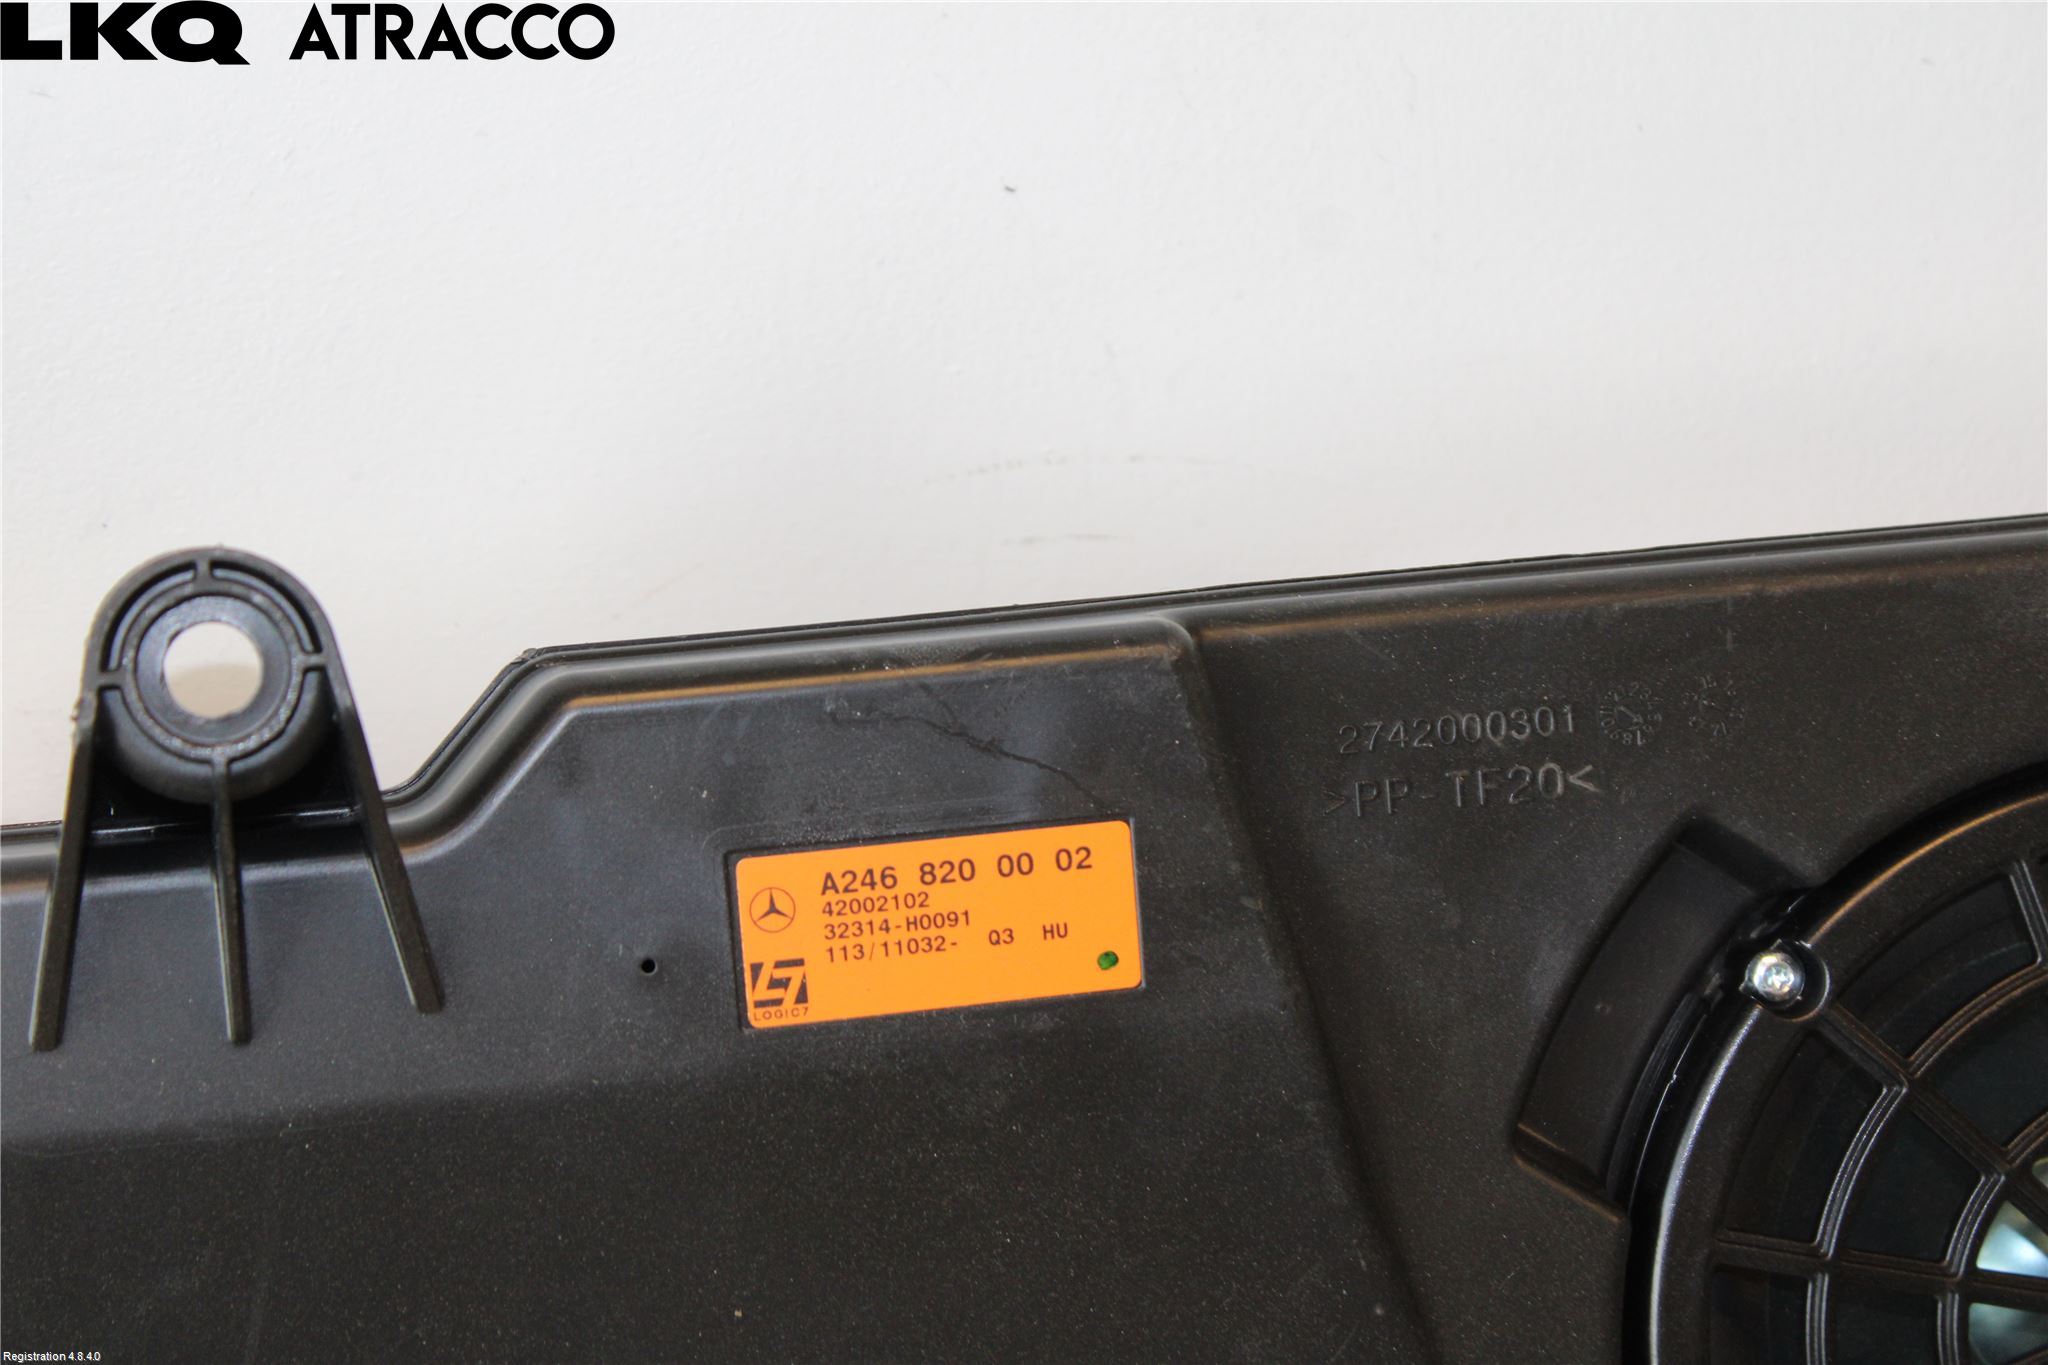 LKQ ATRACCO
2742000301
>PP-TF20<
A246 820 00 02
42002102
32314-H0091
113/11032- Q3 HU
L7
LOGIC7
Registration 4.8.4.0